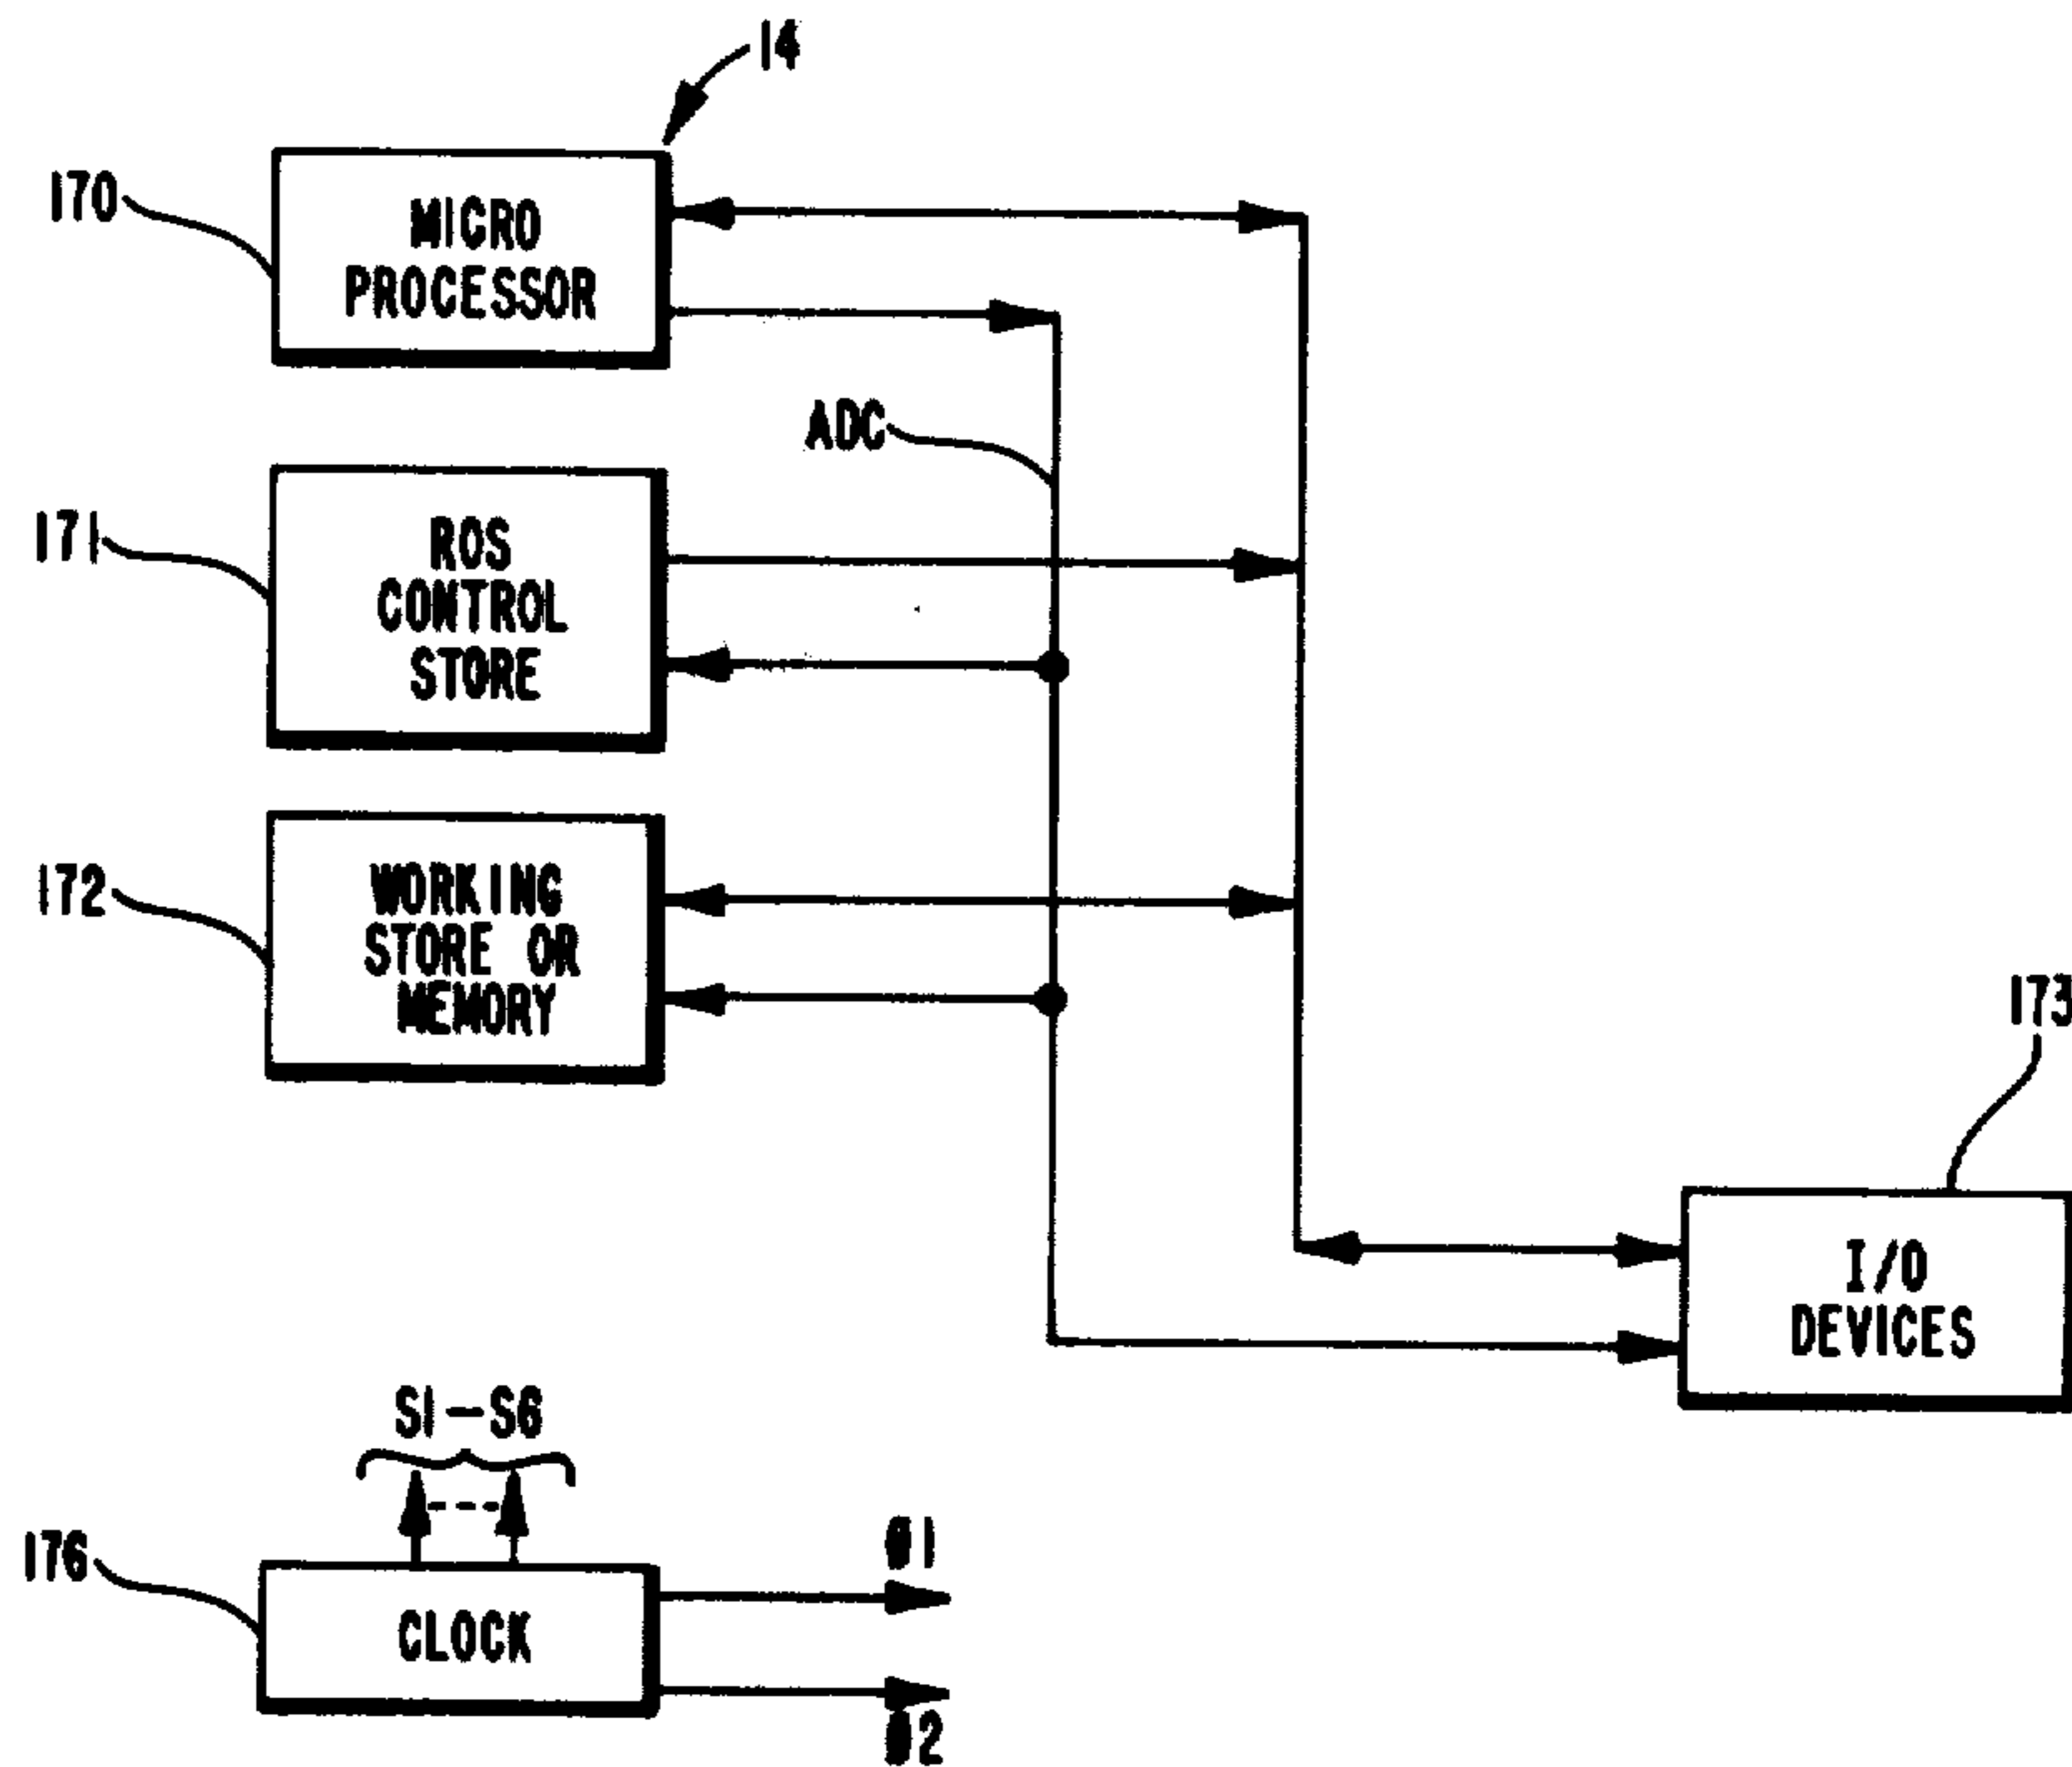 14
170
MICRO
PROCESSOR
ADC
171
ROS
CONTROL
STORE
172
WORKING
STORE OR
MEMORY
173
I/O
DEVICES
S1-S6
176
CLOCK
Ø1
Ø2